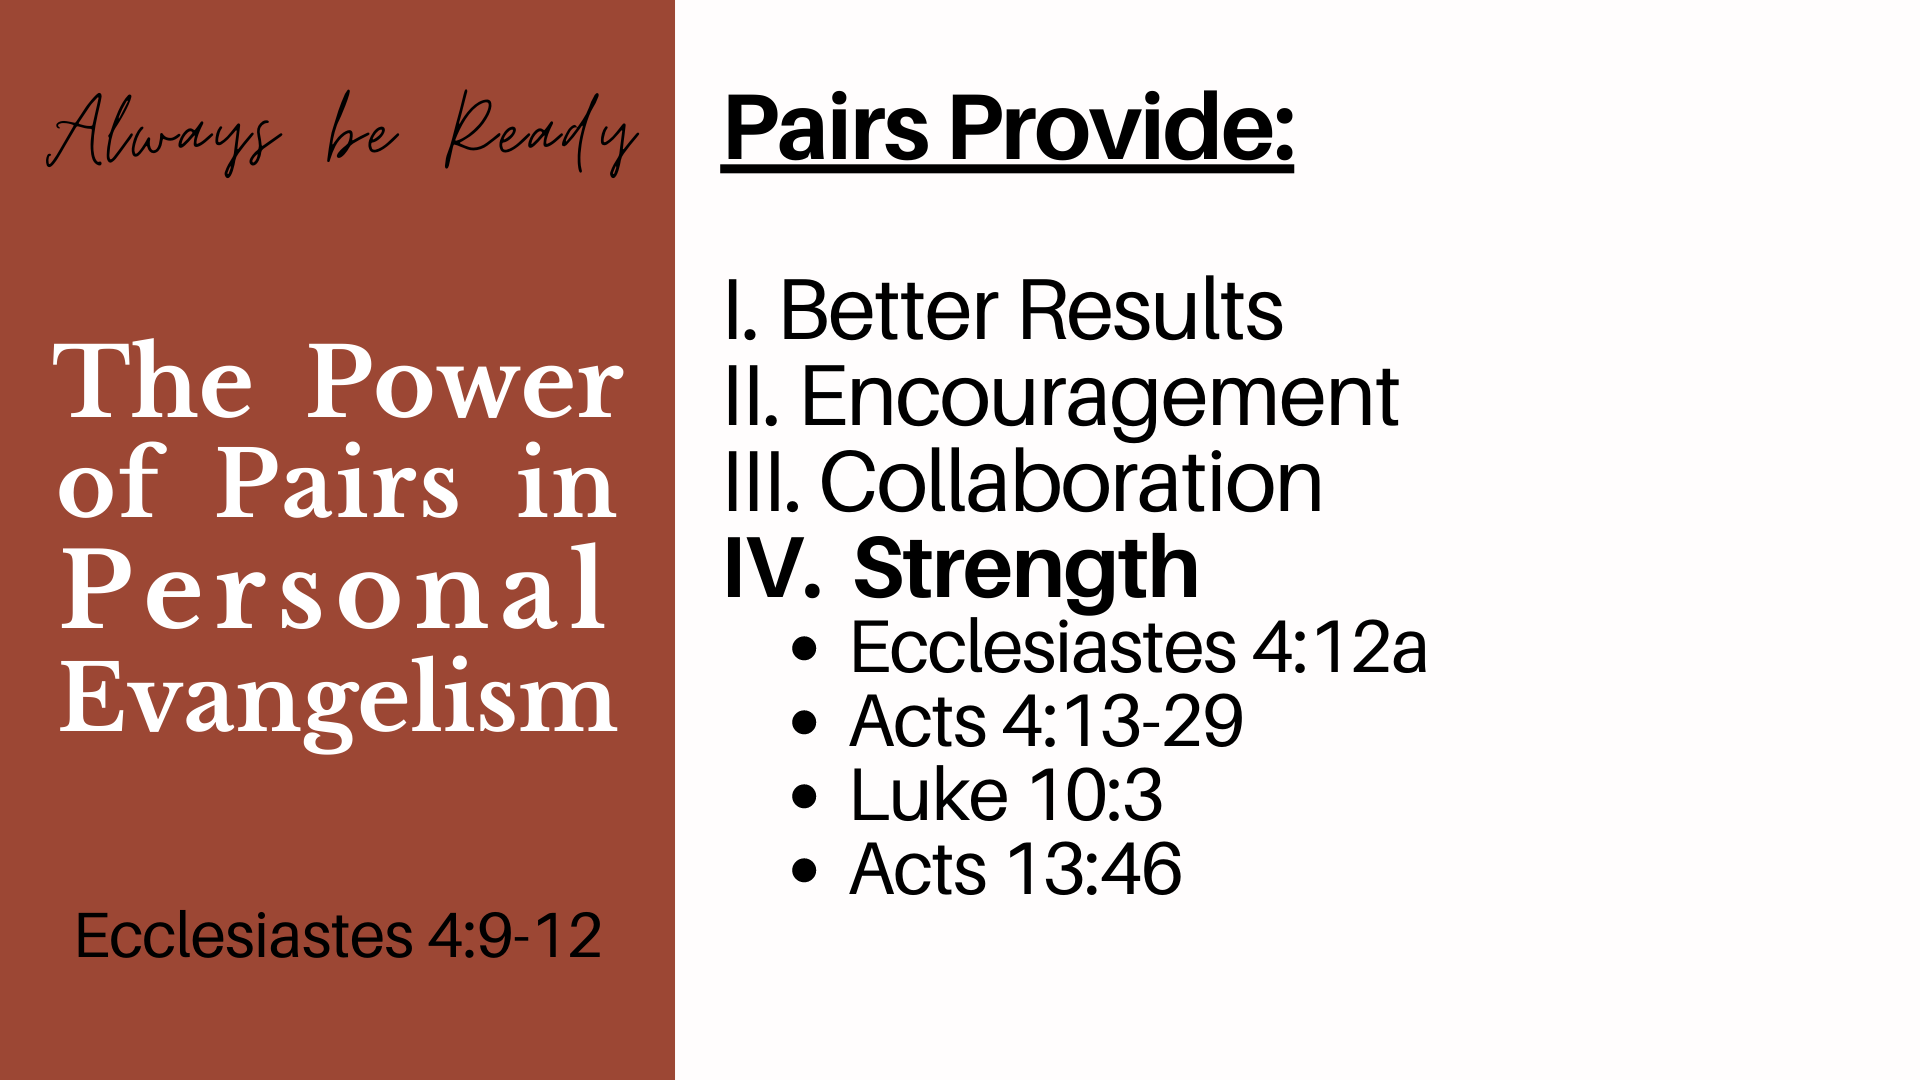 Always be Ready
The Power
of Pairs in
Personal
Evangelism
Ecclesiastes 4:9-12
Pairs Provide:
I. Better Results
II. Encouragement
III. Collaboration
IV. Strength
• Ecclesiastes 4:12a
• Acts 4:13-29
• Luke 10:3
• Acts 13:46